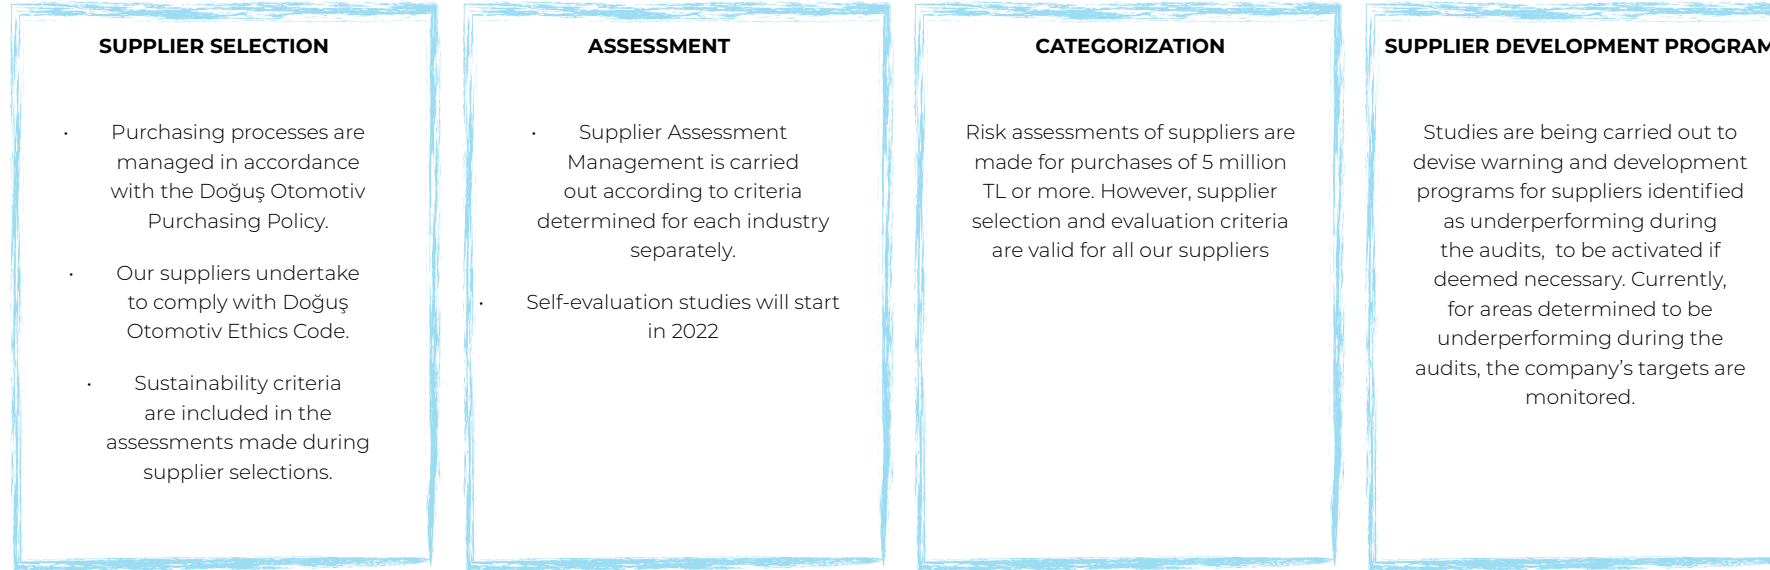 SUPPLIER SELECTION
· Purchasing processes are
managed in accordance
with the Doğuş Otomotiv
Purchasing Policy.
· Our suppliers undertake
to comply with Doğuş
Otomotiv Ethics Code.
· Sustainability criteria
are included in the
assessments made during
supplier selections.
ASSESSMENT
· Supplier Assessment
Management is carried
out according to criteria
determined for each industry
separately.
· Self-evaluation studies will start
in 2022
CATEGORIZATION
Risk assessments of suppliers are
made for purchases of 5 million
TL or more. However, supplier
selection and evaluation criteria
are valid for all our suppliers
SUPPLIER DEVELOPMENT PROGRAM
Studies are being carried out to
devise warning and development
programs for suppliers identified
as underperforming during
the audits, to be activated if
deemed necessary. Currently,
for areas determined to be
underperforming during the
audits, the company’s targets are
monitored.